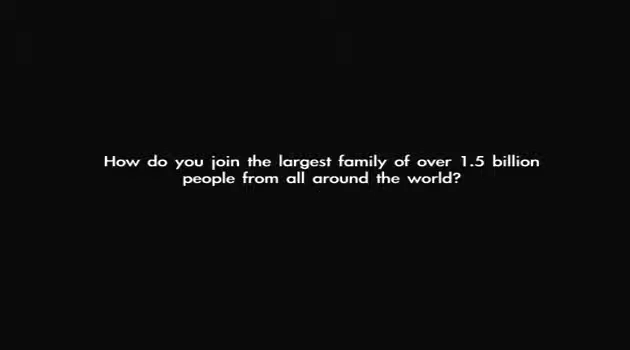 How do you join the largest family of over 1.5 billion
people from all around the world?